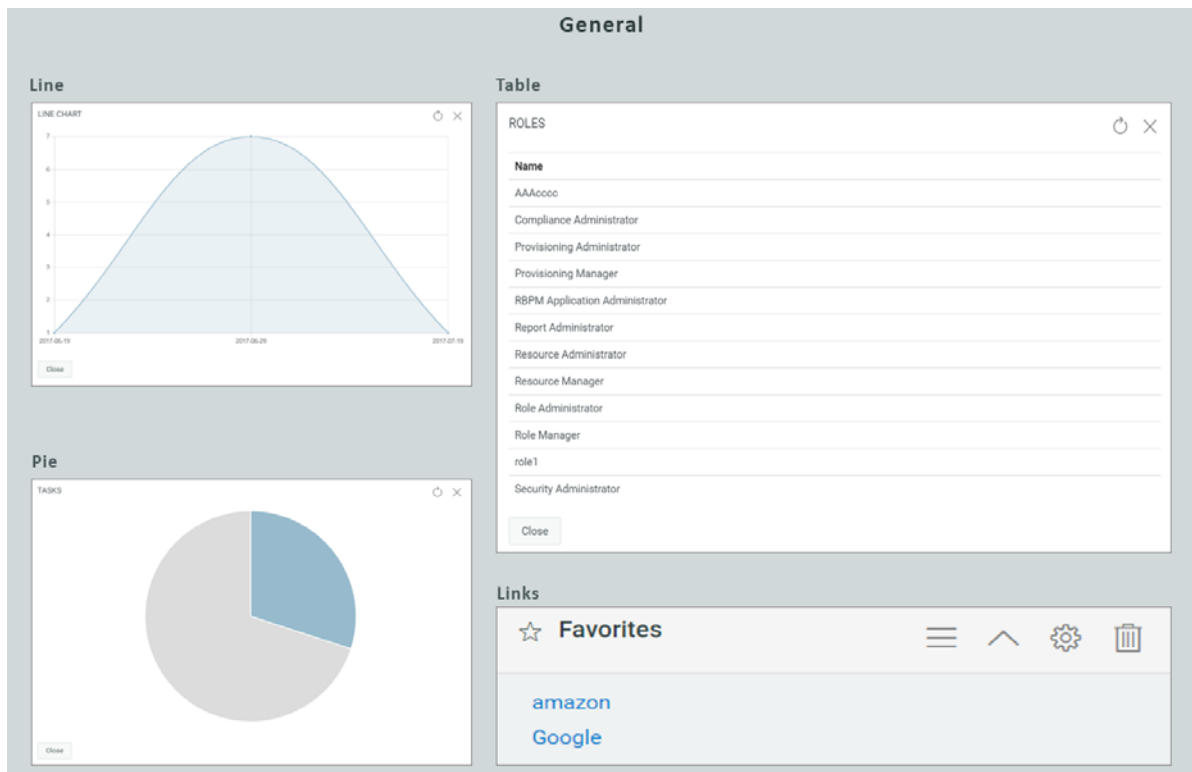 General
Line
LINE CHART
7
6
5
4
3
2
1
2017-06-19
2017-06-29
2017-07-19
Close
Table
ROLES
Name
AAAcccc
Compliance Administrator
Provisioning Administrator
Provisioning Manager
RBPM Application Administrator
Report Administrator
Resource Administrator
Resource Manager
Role Administrator
Role Manager
role1
Security Administrator
Close
Pie
TASKS
Close
Links
Favorites
amazon
Google